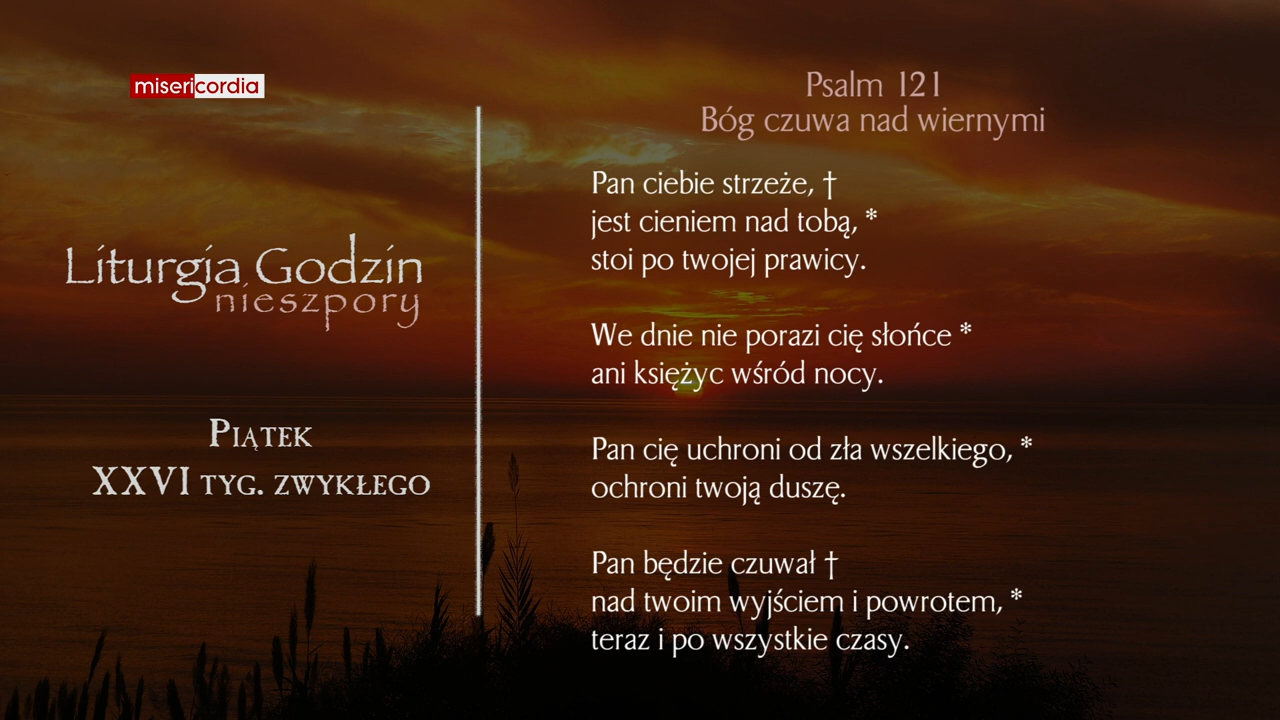 misericordia
Liturgia Godzin
nieszpory
Piątek
XXVI tyg. zwykłego
Psalm 121
Bóg czuwa nad wiernymi
Pan ciebie strzeże, †
jest cieniem nad tobą, *
stoi po twojej prawicy.
We dnie nie porazi cię słońce *
ani księżyc wśród nocy.
Pan cię uchroni od zła wszelkiego, *
ochroni twoją duszę.
Pan będzie czuwał †
nad twoim wyjściem i powrotem, *
teraz i po wszystkie czasy.